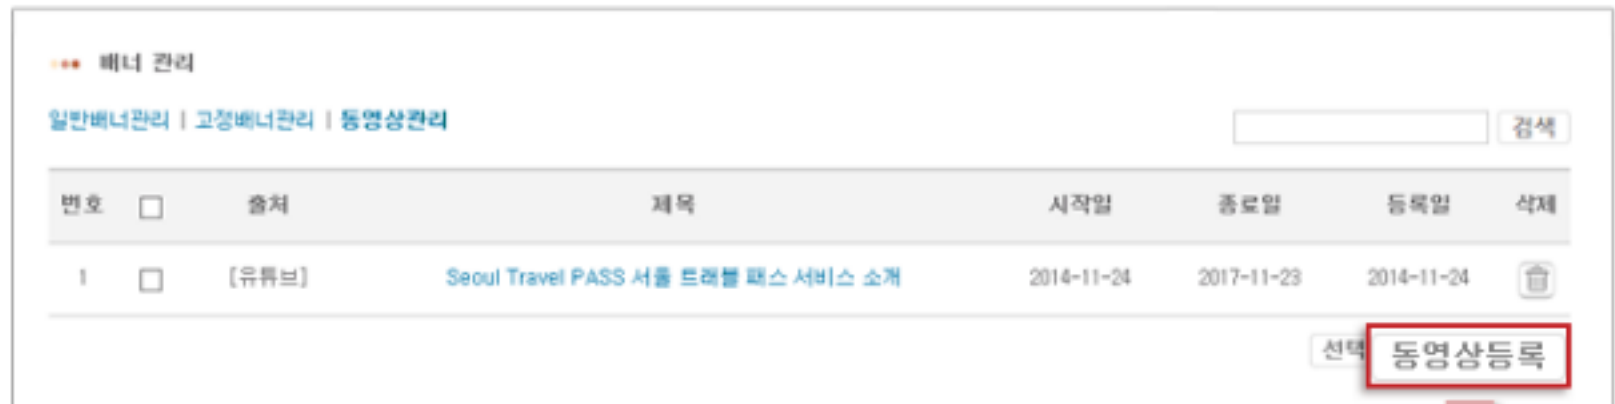 배너 관리
일반배너관리 | 고정배너관리 | 동영상관리
검색
번호 출처 제목 시작일 종료일 등록일 삭제
1 [유튜브] Seoul Travel PASS 서울 트래블 패스 서비스 소개 2014-11-24 2017-11-23 2014-11-24
선택 동영상등록